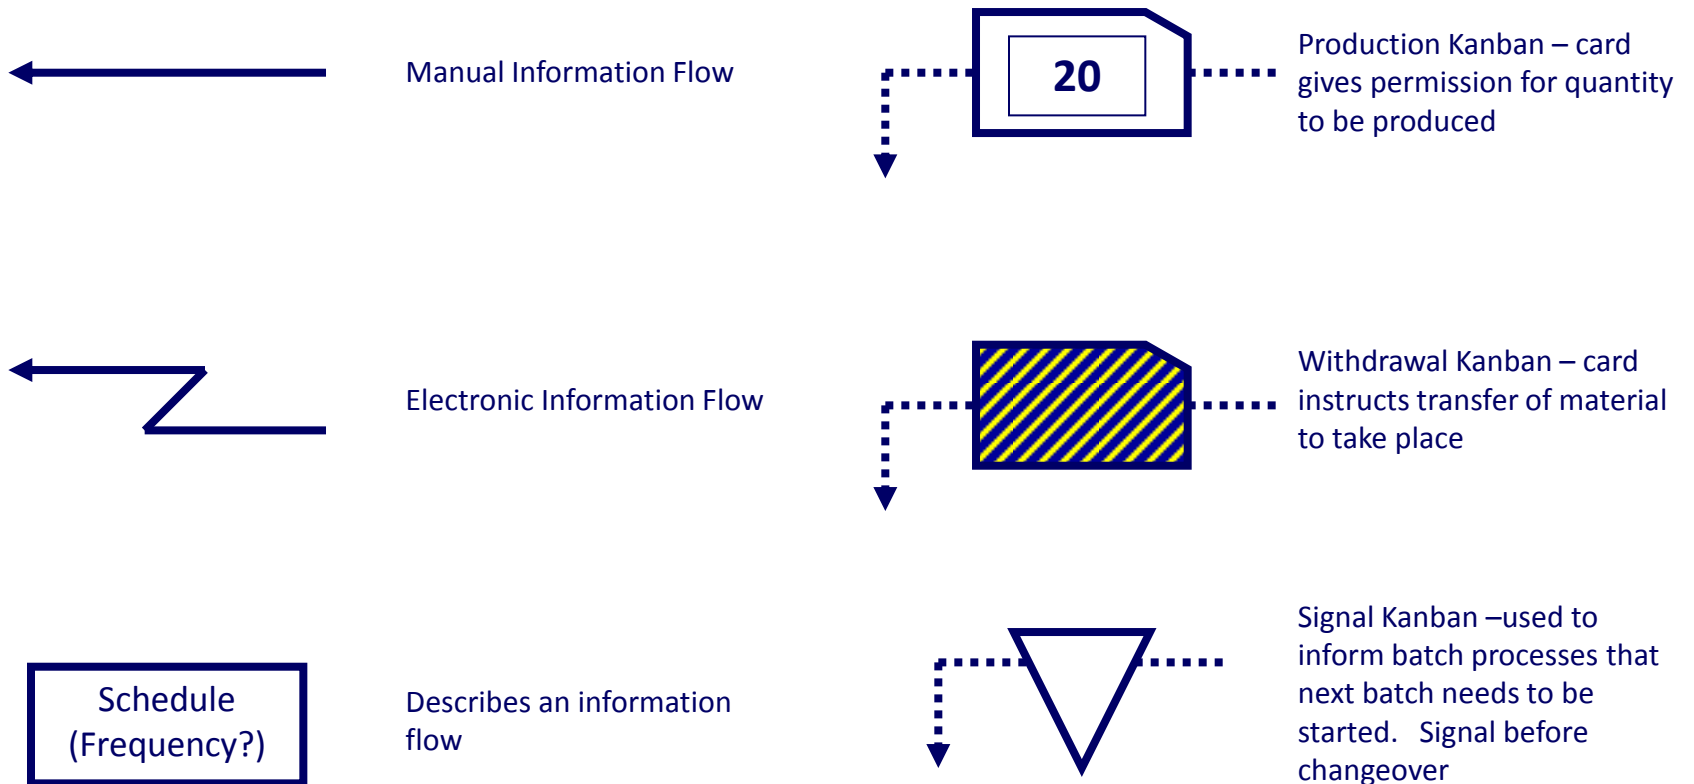 Manual Information Flow
20
Production Kanban – card
gives permission for quantity
to be produced
Electronic Information Flow
Withdrawal Kanban – card
instructs transfer of material
to take place
Schedule
(Frequency?)
Describes an information
flow
Signal Kanban –used to
inform batch processes that
next batch needs to be
started.   Signal before
changeover